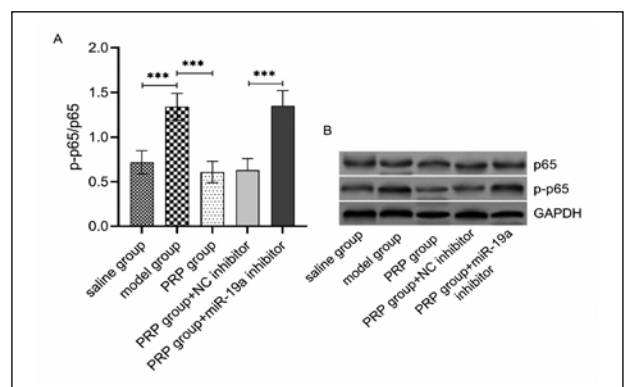 A
2.0
1.5
1.0
0.5
0.0
p-p65/p65
***
***
***
saline group
model group
PRP group
PRP group+NC inhibitor
PRP group+miR-19a inhibitor
B
p65
p-p65
GAPDH
saline group
model group
PRP group
PRP group+NC inhibitor
PRP group+miR-19a
inhibitor